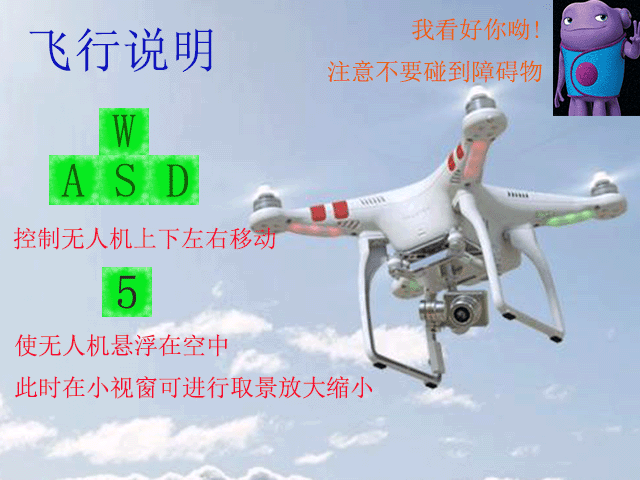 飞行说明
我看好你呦!
注意不要碰到障碍物
W
A S D
控制无人机上下左右移动
5
使无人机悬浮在空中
此时在小视窗可进行取景放大缩小